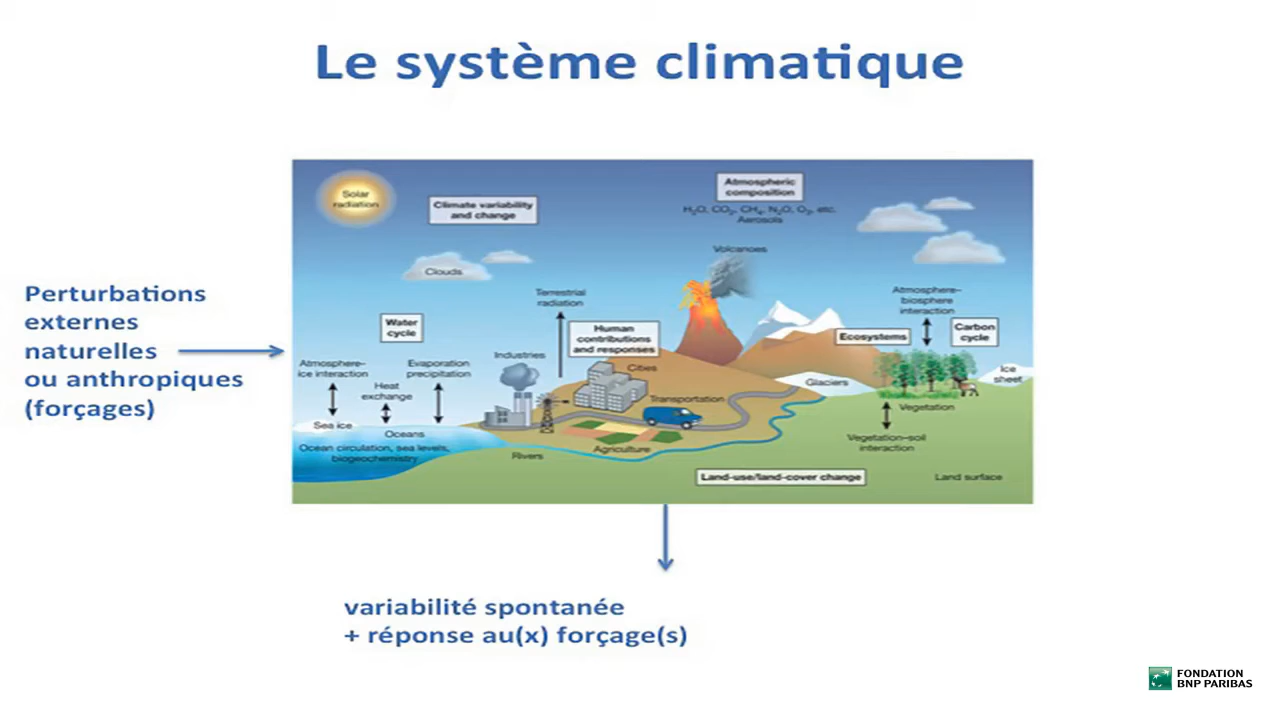 Le système climatique
Solar
radiation
Climate variability
and change
Atmospheric
composition
H₂O, CO₂, CH₄, N₂O, O₃, etc.
Aerosols
Volcanoes
Clouds
Perturbations
externes
naturelles
ou anthropiques
(forçages)
Terrestrial
radiation
Atmosphere–
biosphere
interaction
Water
cycle
Human
contributions
and responses
Ecosystems
Carbon
cycle
Atmosphere–
ice interaction
Evaporation
precipitation
Heat
exchange
Industries
Cities
Glaciers
Ice
sheet
Transportation
Vegetation
Sea ice
Oceans
Ocean circulation, sea levels,
biogeochemistry
Rivers
Agriculture
Vegetation–soil
interaction
Land-use/land-cover change
Land surface
variabilité spontanée
+ réponse au(x) forçage(s)
FONDATION
BNP PARIBAS